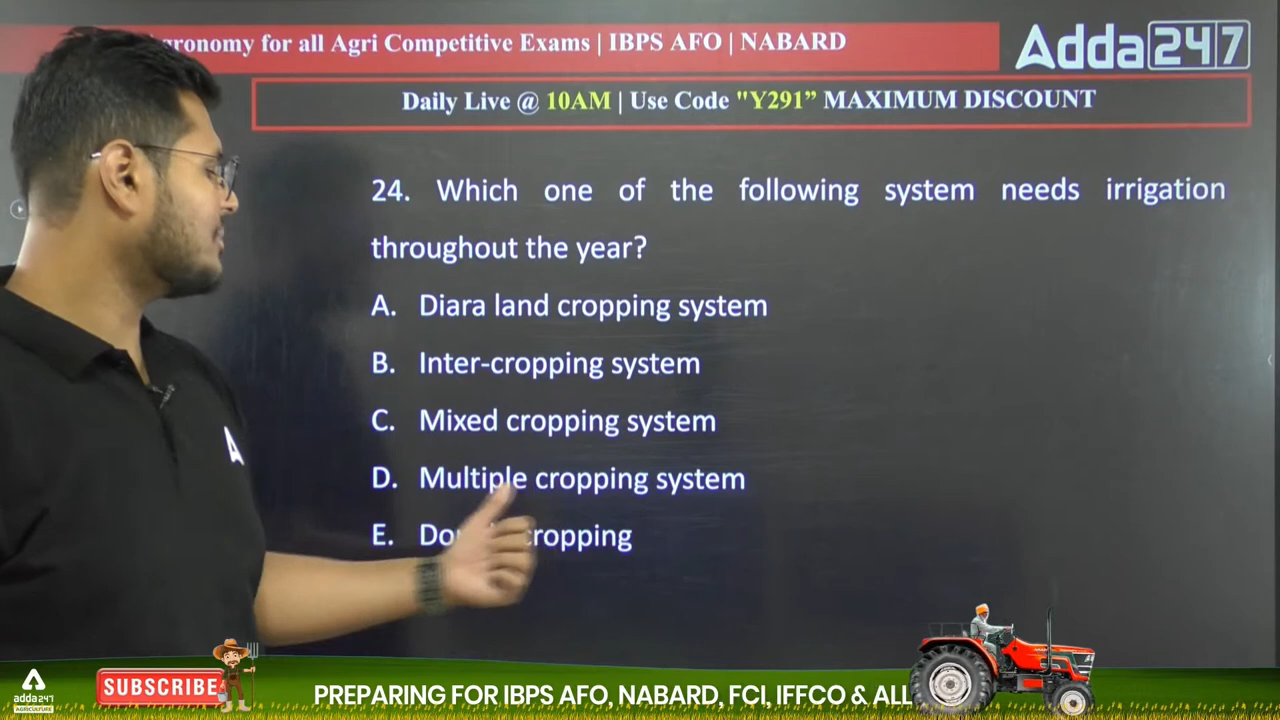 gronomy for all Agri Competitive Exams | IBPS AFO | NABARD
Adda247
Daily Live @ 10AM | Use Code "Y291” MAXIMUM DISCOUNT
24. Which one of the following system needs irrigation
throughout the year?
A. Diara land cropping system
B. Inter-cropping system
C. Mixed cropping system
D. Multiple cropping system
E. Do cropping
A
adda247
AGRICULTURE
SUBSCRIBE
PREPARING FOR IBPS AFO, NABARD, FCI, IFFCO & ALL